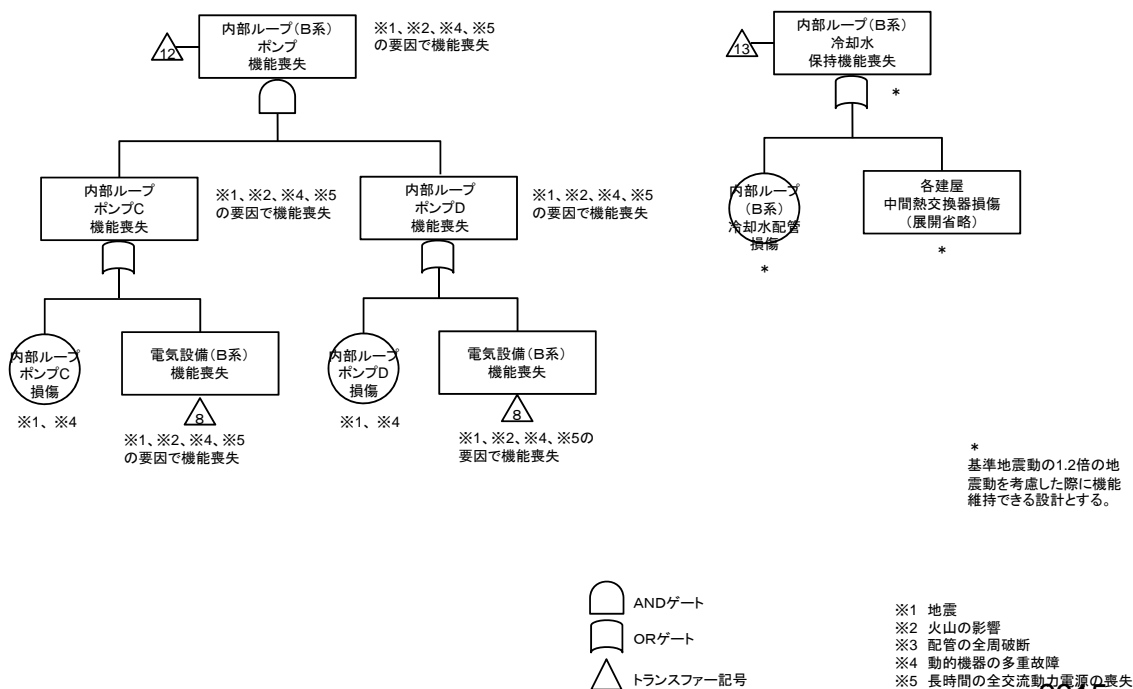 12
内部ループ(B系)
ポンプ
機能喪失
※1、※2、※4、※5
の要因で機能喪失
内部ループ
ポンプC
機能喪失
※1、※2、※4、※5
の要因で機能喪失
内部ループ
ポンプD
機能喪失
※1、※2、※4、※5
の要因で機能喪失
内部ループ
ポンプC
損傷
※1、※4
電気設備(B系)
機能喪失
8
※1、※2、※4、※5
の要因で機能喪失
内部ループ
ポンプD
損傷
※1、※4
電気設備(B系)
機能喪失
8
※1、※2、※4、※5の
要因で機能喪失
13
内部ループ(B系)
冷却水
保持機能喪失
*
内部ループ
(B系)
冷却水配管
損傷
*
各建屋
中間熱交換器損傷
(展開省略)
*
*
基準地震動の1.2倍の地
震動を考慮した際に機能
維持できる設計とする。
ANDゲート
ORゲート
トランスファー記号
※1 地震
※2 火山の影響
※3 配管の全周破断
※4 動的機器の多重故障
※5 長時間の全交流動力電源の喪失